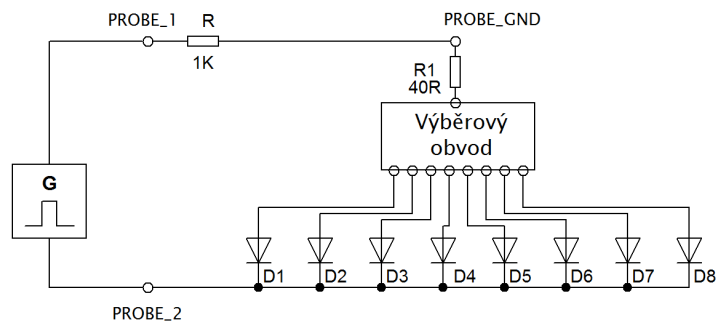 PROBE_1
R
PROBE_GND
1K
R1
40R
Výběrový
obvod
G
D1
D2
D3
D4
D5
D6
D7
D8
PROBE_2